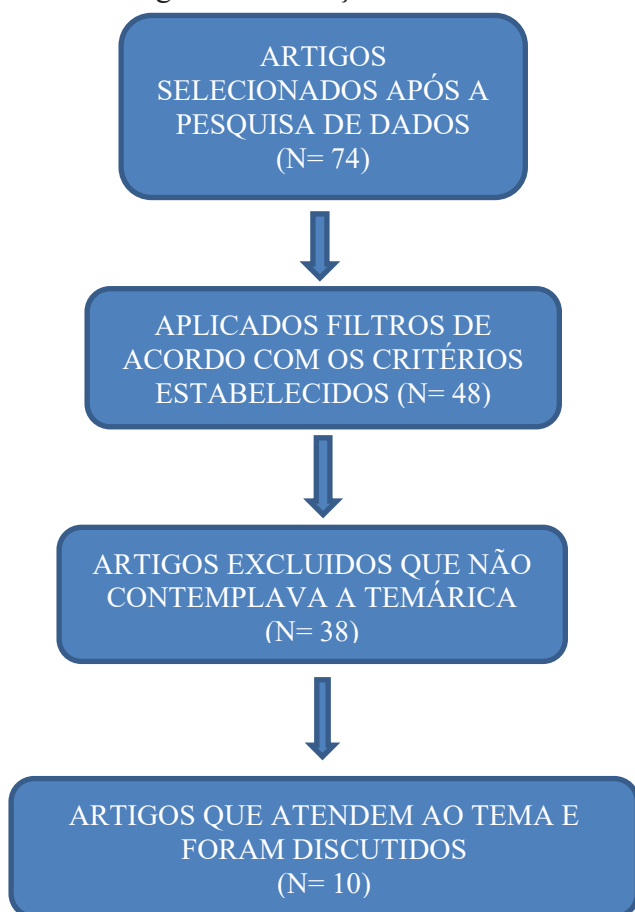 ARTIGOS
SELECIONADOS APÓS A
PESQUISA DE DADOS
(N= 74)
APLICADOS FILTROS DE
ACORDO COM OS CRITÉRIOS
ESTABELECIDOS (N= 48)
ARTIGOS EXCLUIDOS QUE NÃO
CONTEMPLAVA A TEMÁRICA
(N= 38)
ARTIGOS QUE ATENDEM AO TEMA E
FORAM DISCUTIDOS
(N= 10)